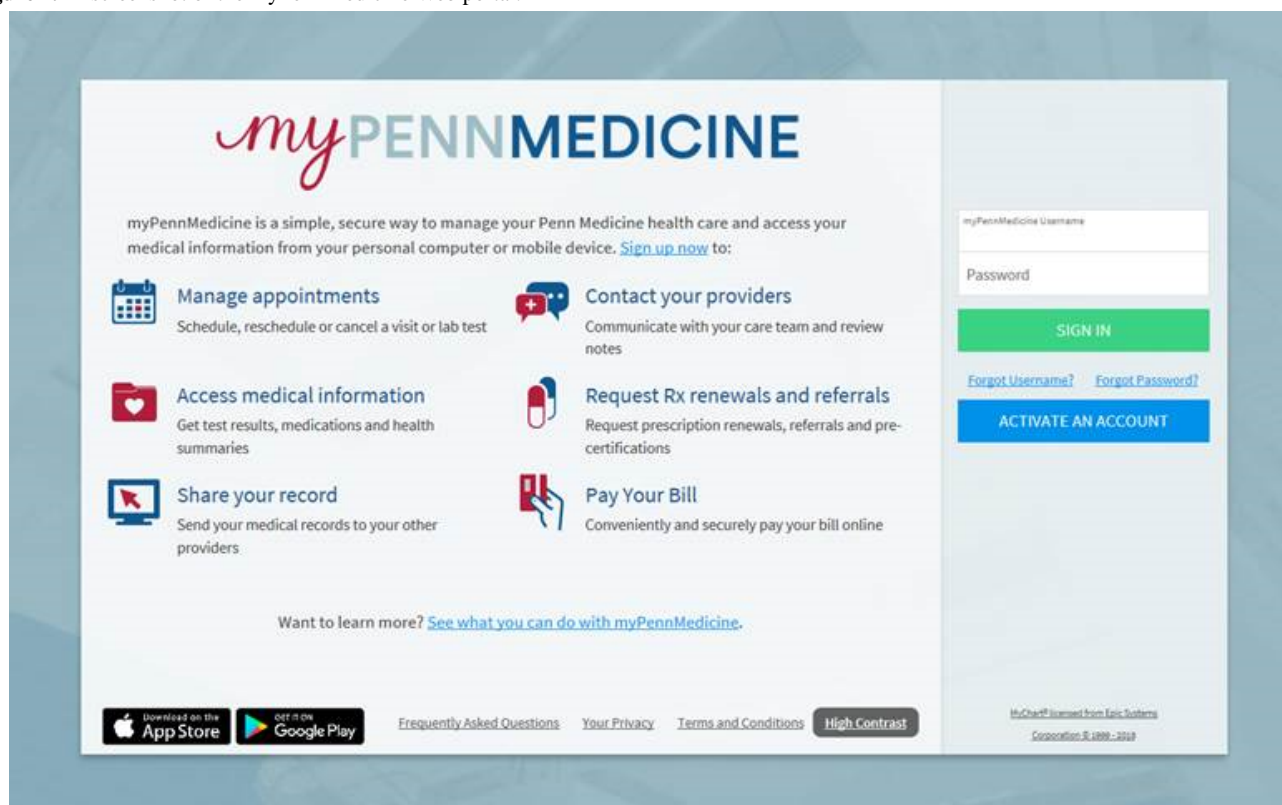 myPENNMEDICINE
myPennMedicine is a simple, secure way to manage your Penn Medicine health care and access your
medical information from your personal computer or mobile device. Sign up now to:
Manage appointments
Schedule, reschedule or cancel a visit or lab test
Contact your providers
Communicate with your care team and review
notes
Access medical information
Get test results, medications and health
summaries
Request Rx renewals and referrals
Request prescription renewals, referrals and pre-
certifications
Share your record
Send your medical records to your other
providers
Pay Your Bill
Conveniently and securely pay your bill online
Want to learn more? See what you can do with myPennMedicine.
Download on the
App Store
GET IT ON
Google Play
Frequently Asked Questions
Your Privacy
Terms and Conditions
High Contrast
myPennMedicine Username
Password
SIGN IN
Forgot Username? Forgot Password?
ACTIVATE AN ACCOUNT
MyChart® licensed from Epic Systems
Corporation © 1999 - 2018